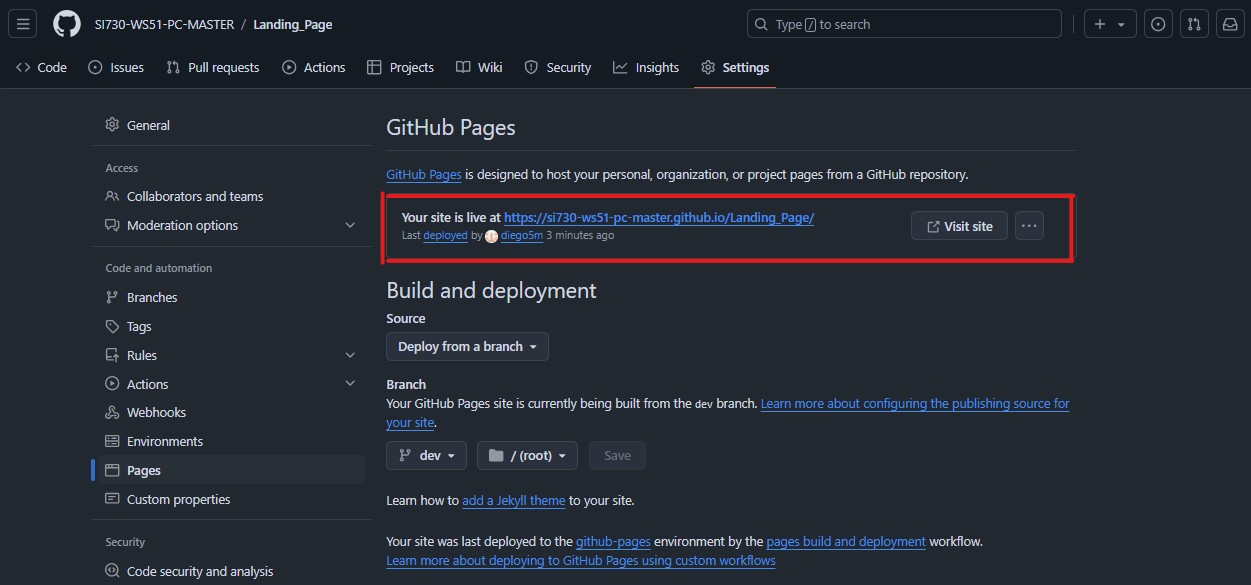 SI730-WS51-PC-MASTER / Landing_Page
Type / to search
Code
Issues
Pull requests
Actions
Projects
Wiki
Security
Insights
Settings
General
Access
Collaborators and teams
Moderation options
Code and automation
Branches
Tags
Rules
Actions
Webhooks
Environments
Pages
Custom properties
Security
Code security and analysis
GitHub Pages
GitHub Pages is designed to host your personal, organization, or project pages from a GitHub repository.
Your site is live at https://si730-ws51-pc-master.github.io/Landing_Page/
Last deployed by diego5m 3 minutes ago
Visit site
Build and deployment
Source
Deploy from a branch
Branch
Your GitHub Pages site is currently being built from the dev branch. Learn more about configuring the publishing source for
your site.
dev
/ (root)
Save
Learn how to add a Jekyll theme to your site.
Your site was last deployed to the github-pages environment by the pages build and deployment workflow.
Learn more about deploying to GitHub Pages using custom workflows